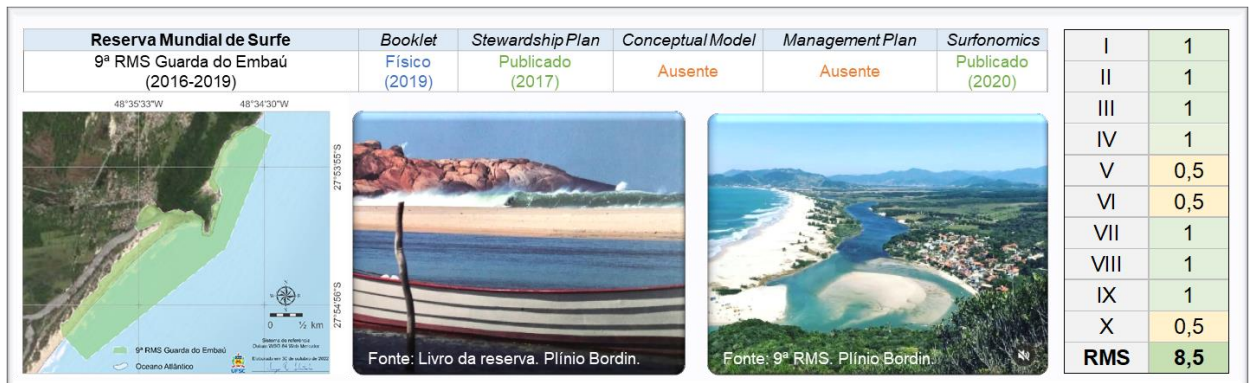 Reserva Mundial de Surfe Booklet Stewardship Plan Conceptual Model Management Plan Surfonomics
9ª RMS Guarda do Embaú
(2016-2019)
Físico
(2019)
Publicado
(2017)
Ausente
Ausente
Publicado
(2020)
48°35'33"W 48°34'30"W
27°53'55"S
27°54'56"S
N
0 ½ km
9ª RMS Guarda do Embaú
Oceano Atlântico
Sistema de referência
UFSC
Fonte: Livro da reserva. Plínio Bordin.
Fonte: 9ª RMS. Plínio Bordin.
I 1
II 1
III 1
IV 1
V 0,5
VI 0,5
VII 1
VIII 1
IX 1
X 0,5
RMS 8,5